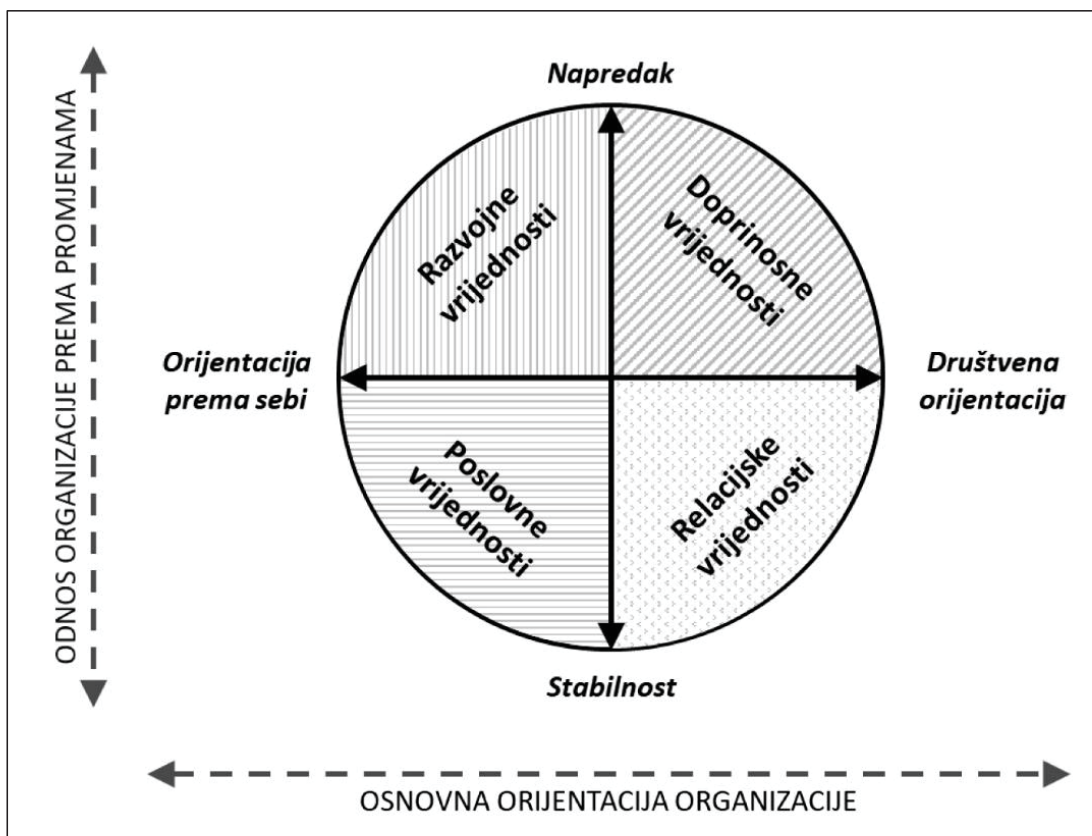 Napredak
ODNOS ORGANIZACIJE PREMA PROMJENAMA
Razvojne
vrijednosti
Doprinosne
vrijednosti
Orijentacija
prema sebi
Društvena
orijentacija
Poslovne
vrijednosti
Relacijske
vrijednosti
Stabilnost
OSNOVNA ORIJENTACIJA ORGANIZACIJE